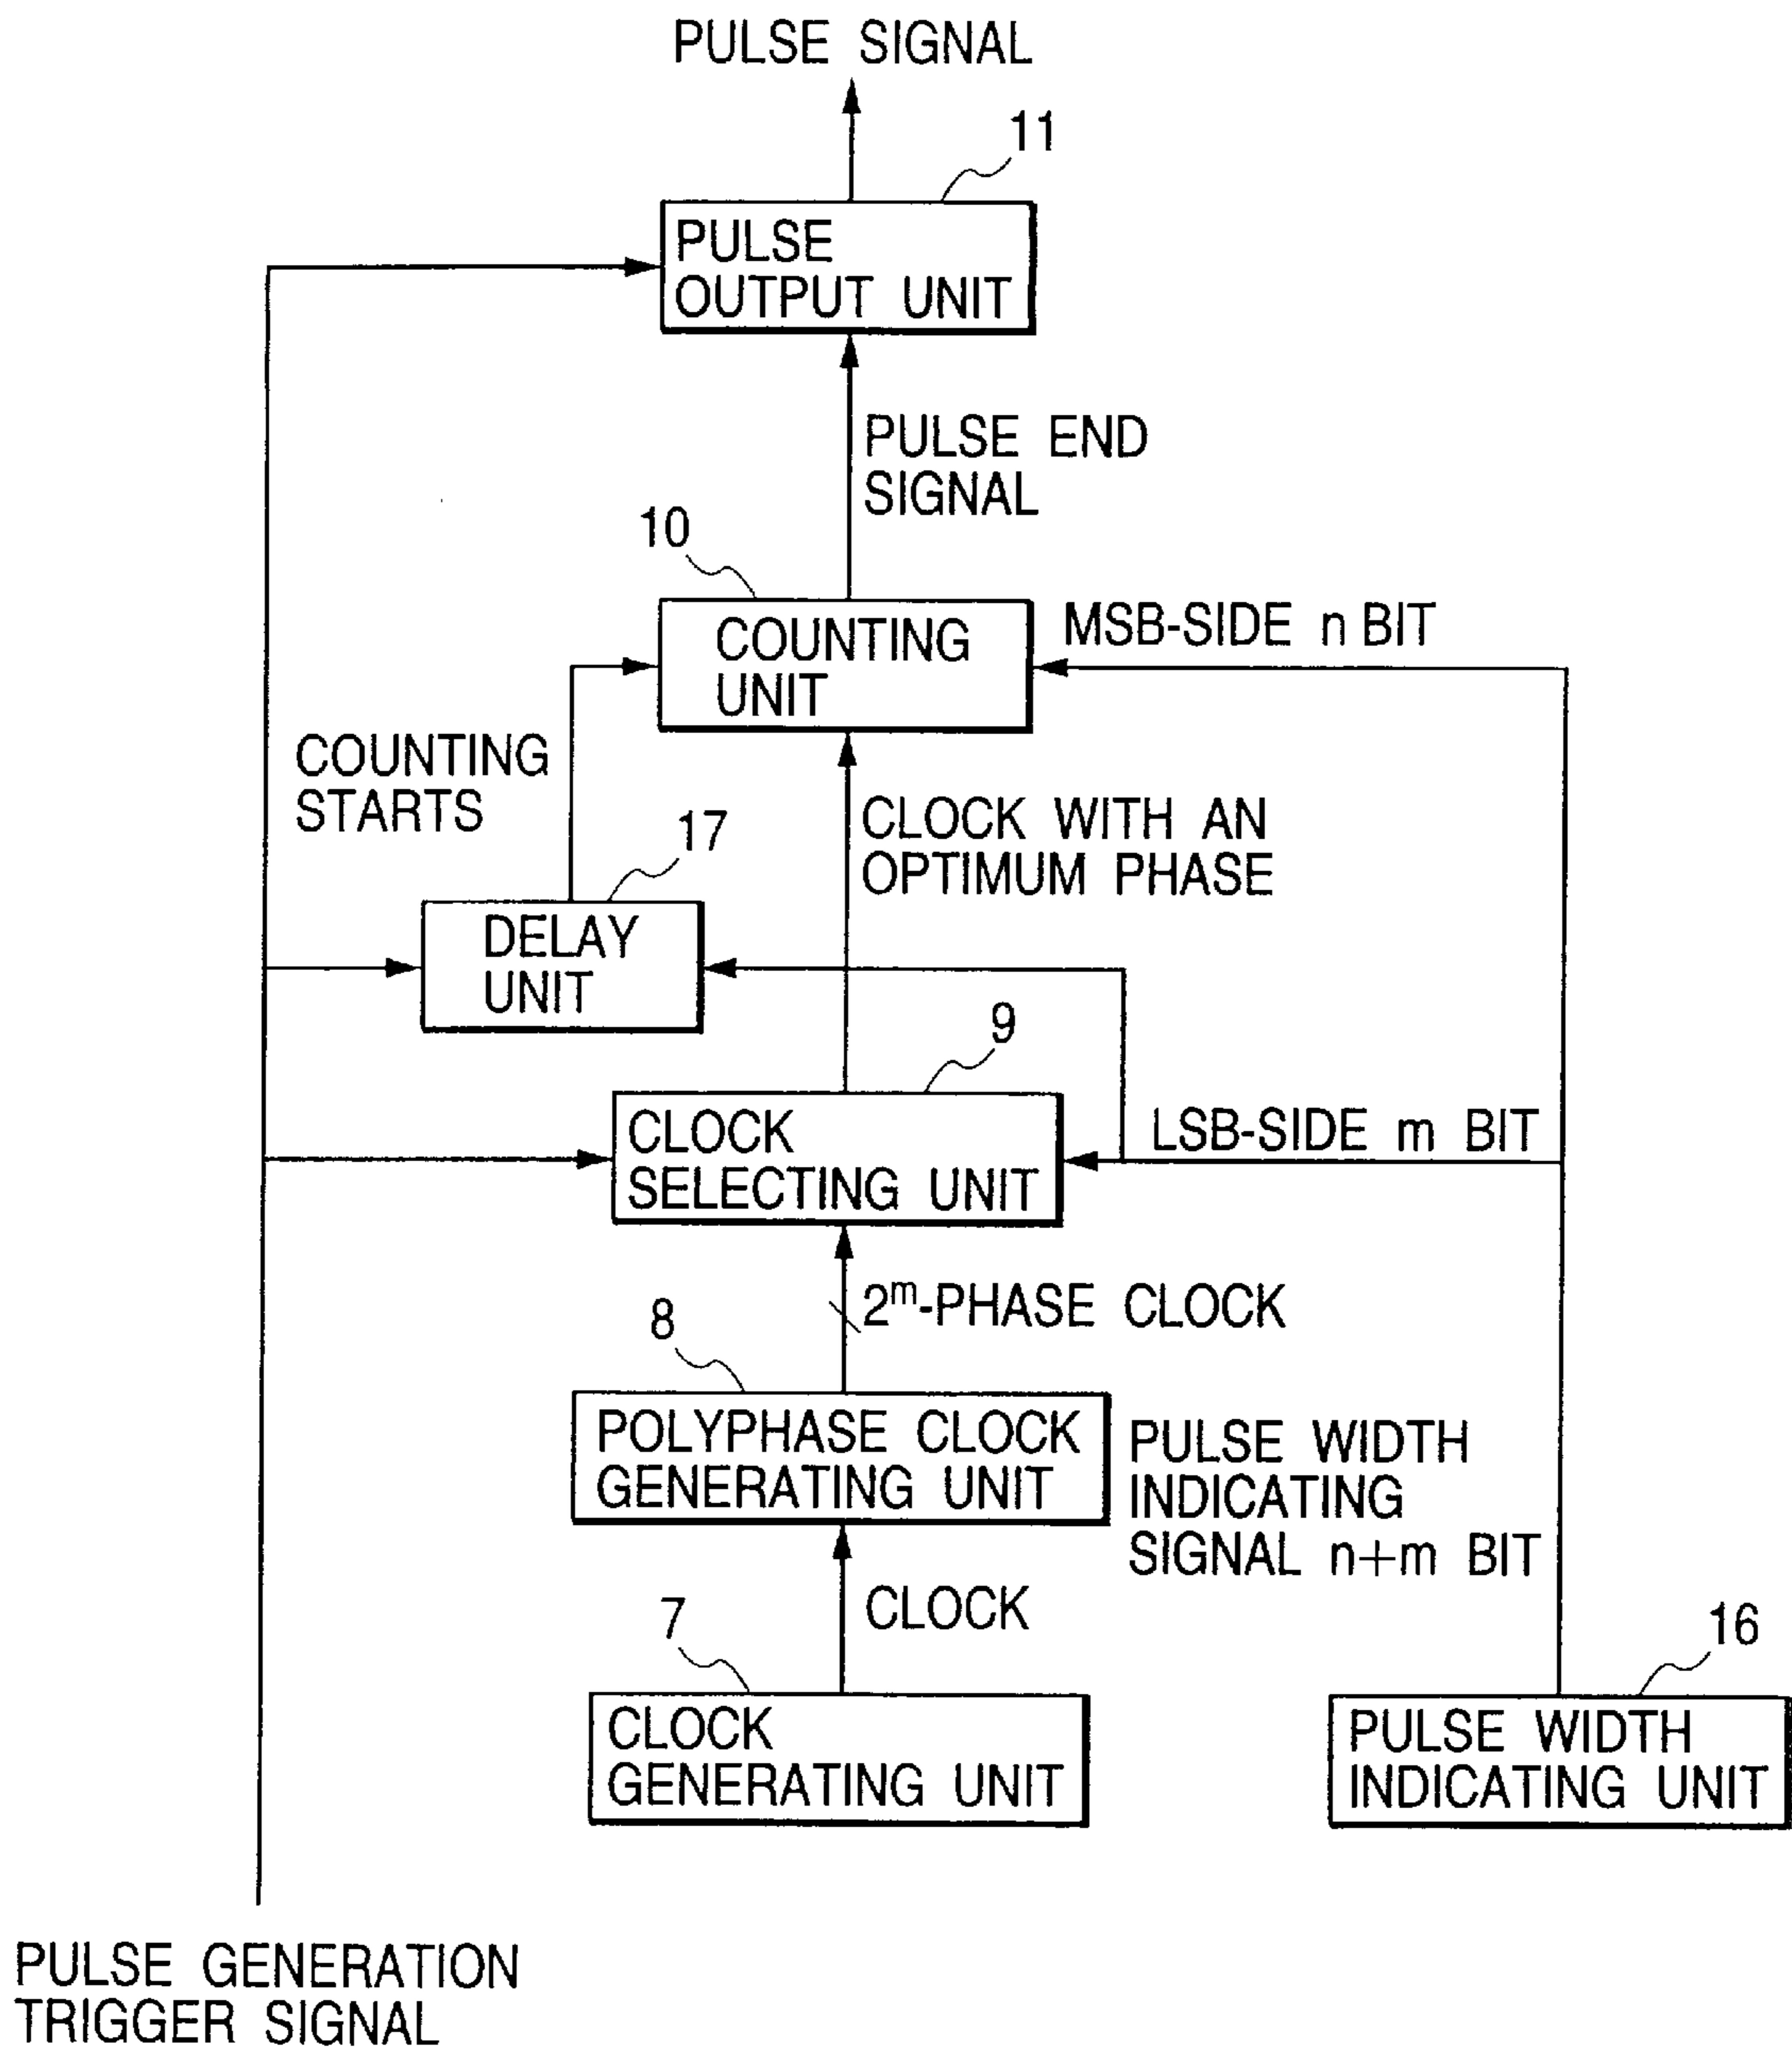 PULSE SIGNAL
11
PULSE
OUTPUT UNIT
PULSE END
SIGNAL
10
COUNTING
UNIT
MSB-SIDE n BIT
COUNTING
STARTS
17
CLOCK WITH AN
OPTIMUM PHASE
DELAY
UNIT
9
CLOCK
SELECTING UNIT
LSB-SIDE m BIT
2ᵐ-PHASE CLOCK
8
POLYPHASE CLOCK
GENERATING UNIT
PULSE WIDTH
INDICATING
SIGNAL n+m BIT
CLOCK
7
16
CLOCK
GENERATING UNIT
PULSE WIDTH
INDICATING UNIT
PULSE GENERATION
TRIGGER SIGNAL